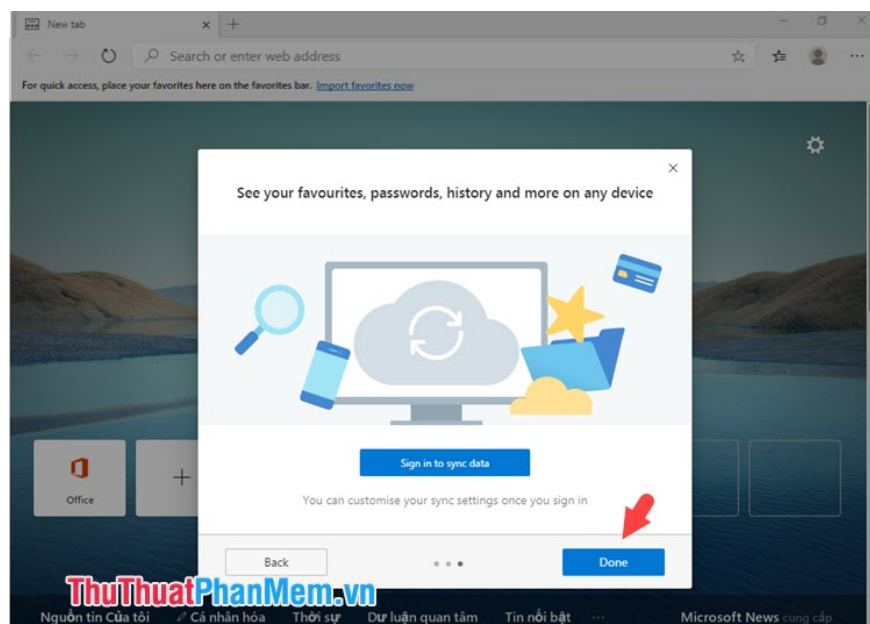 New tab
Search or enter web address
For quick access, place your favorites here on the favorites bar. Import favorites now
See your favourites, passwords, history and more on any device
Sign in to sync data
You can customise your sync settings once you sign in
Office
Back
Done
ThuThuatPhanMem.vn
Nguồn tin Của tôi Cá nhân hóa Thời sự Dư luận quan tâm Tin nổi bật ... Microsoft News cung cấp